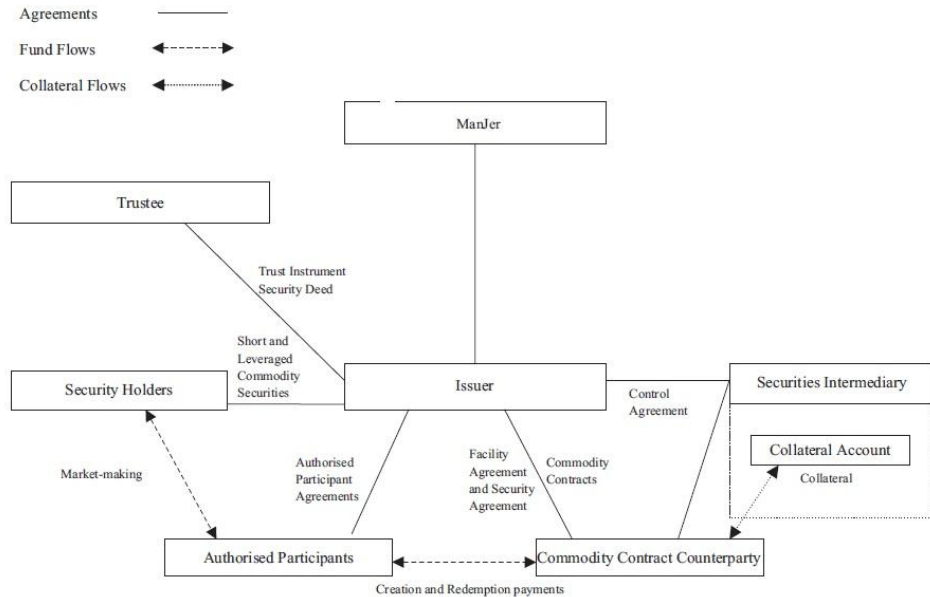 Agreements
Fund Flows
Collateral Flows
ManJer
Trustee
Trust Instrument
Security Deed
Short and
Leveraged
Commodity
Securities
Security Holders
Issuer
Securities Intermediary
Control
Agreement
Collateral Account
Collateral
Market-making
Authorised
Participant
Agreements
Facility
Agreement
and Security
Agreement
Commodity
Contracts
Authorised Participants
Commodity Contract Counterparty
Creation and Redemption payments